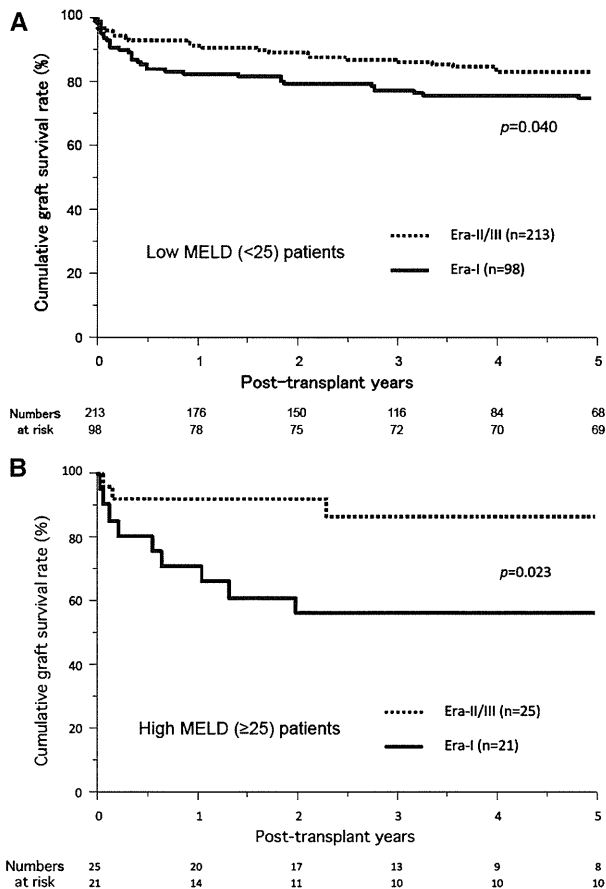 A
Cumulative graft survival rate (%)
100
80
60
40
20
0
p=0.040
Low MELD (<25) patients
Era-II/III (n=213)
Era-I (n=98)
0 1 2 3 4 5
Post-transplant years
Numbers 213 176 150 116 84 68
at risk 98 78 75 72 70 69
B
Cumulative graft survival rate (%)
100
80
60
40
20
0
p=0.023
High MELD (≥25) patients
Era-II/III (n=25)
Era-I (n=21)
0 1 2 3 4 5
Post-transplant years
Numbers 25 20 17 13 9 8
at risk 21 14 11 10 10 10